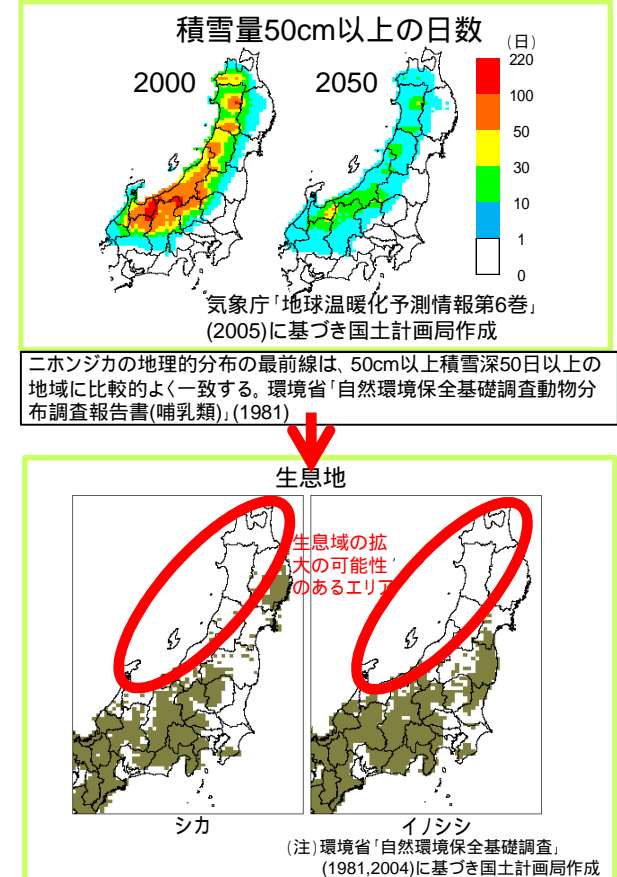 積雪量50cm以上の日数
(日)
2000
2050
220
100
50
30
10
1
0
気象庁「地球温暖化予測情報第6巻」
(2005)に基づき国土計画局作成
ニホンジカの地理的分布の最前線は、50cm以上積雪深50日以上の
地域に比較的よく一致する。環境省「自然環境保全基礎調査動物分
布調査報告書(哺乳類)」(1981)
生息地
生息域の拡
大の可能性
のあるエリア
シカ
イノシシ
(注)環境省「自然環境保全基礎調査」
(1981,2004)に基づき国土計画局作成